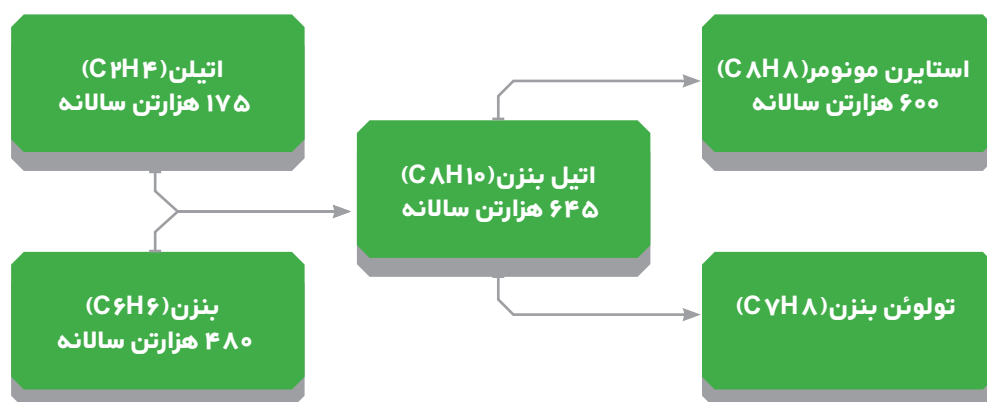 اتیلن(C۲H۴)
۱۷۵ هزارتن سالانه
بنزن(C۶H۶)
۴۸۰ هزارتن سالانه
اتیل بنزن(C۸H۱۰)
۶۴۵ هزارتن سالانه
استایرن مونومر(C۸H۸)
۶۰۰ هزارتن سالانه
تولوئن بنزن(C۷H۸)